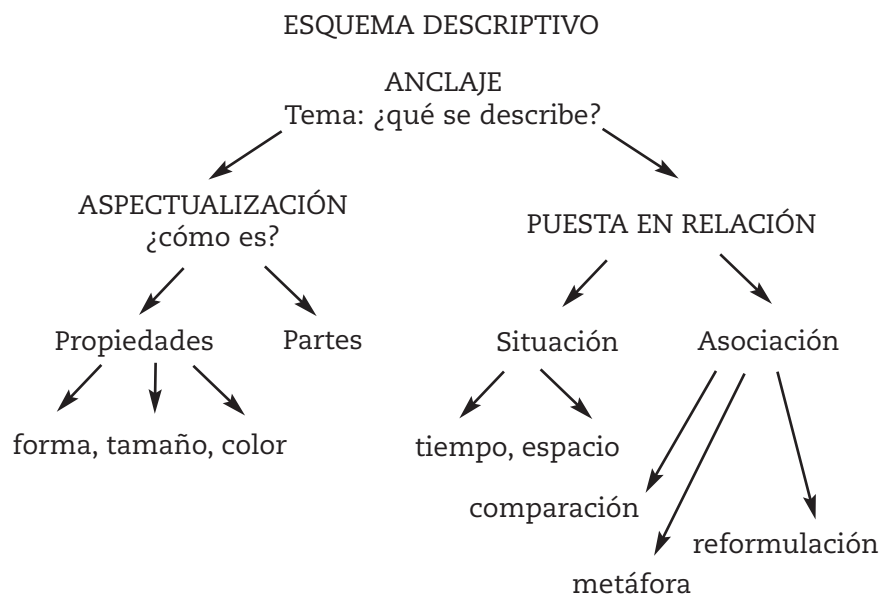 ESQUEMA DESCRIPTIVO
ANCLAJE
Tema: ¿qué se describe?
ASPECTUALIZACIÓN
¿cómo es?
PUESTA EN RELACIÓN
Propiedades
Partes
Situación
Asociación
forma, tamaño, color
tiempo, espacio
comparación
reformulación
metáfora